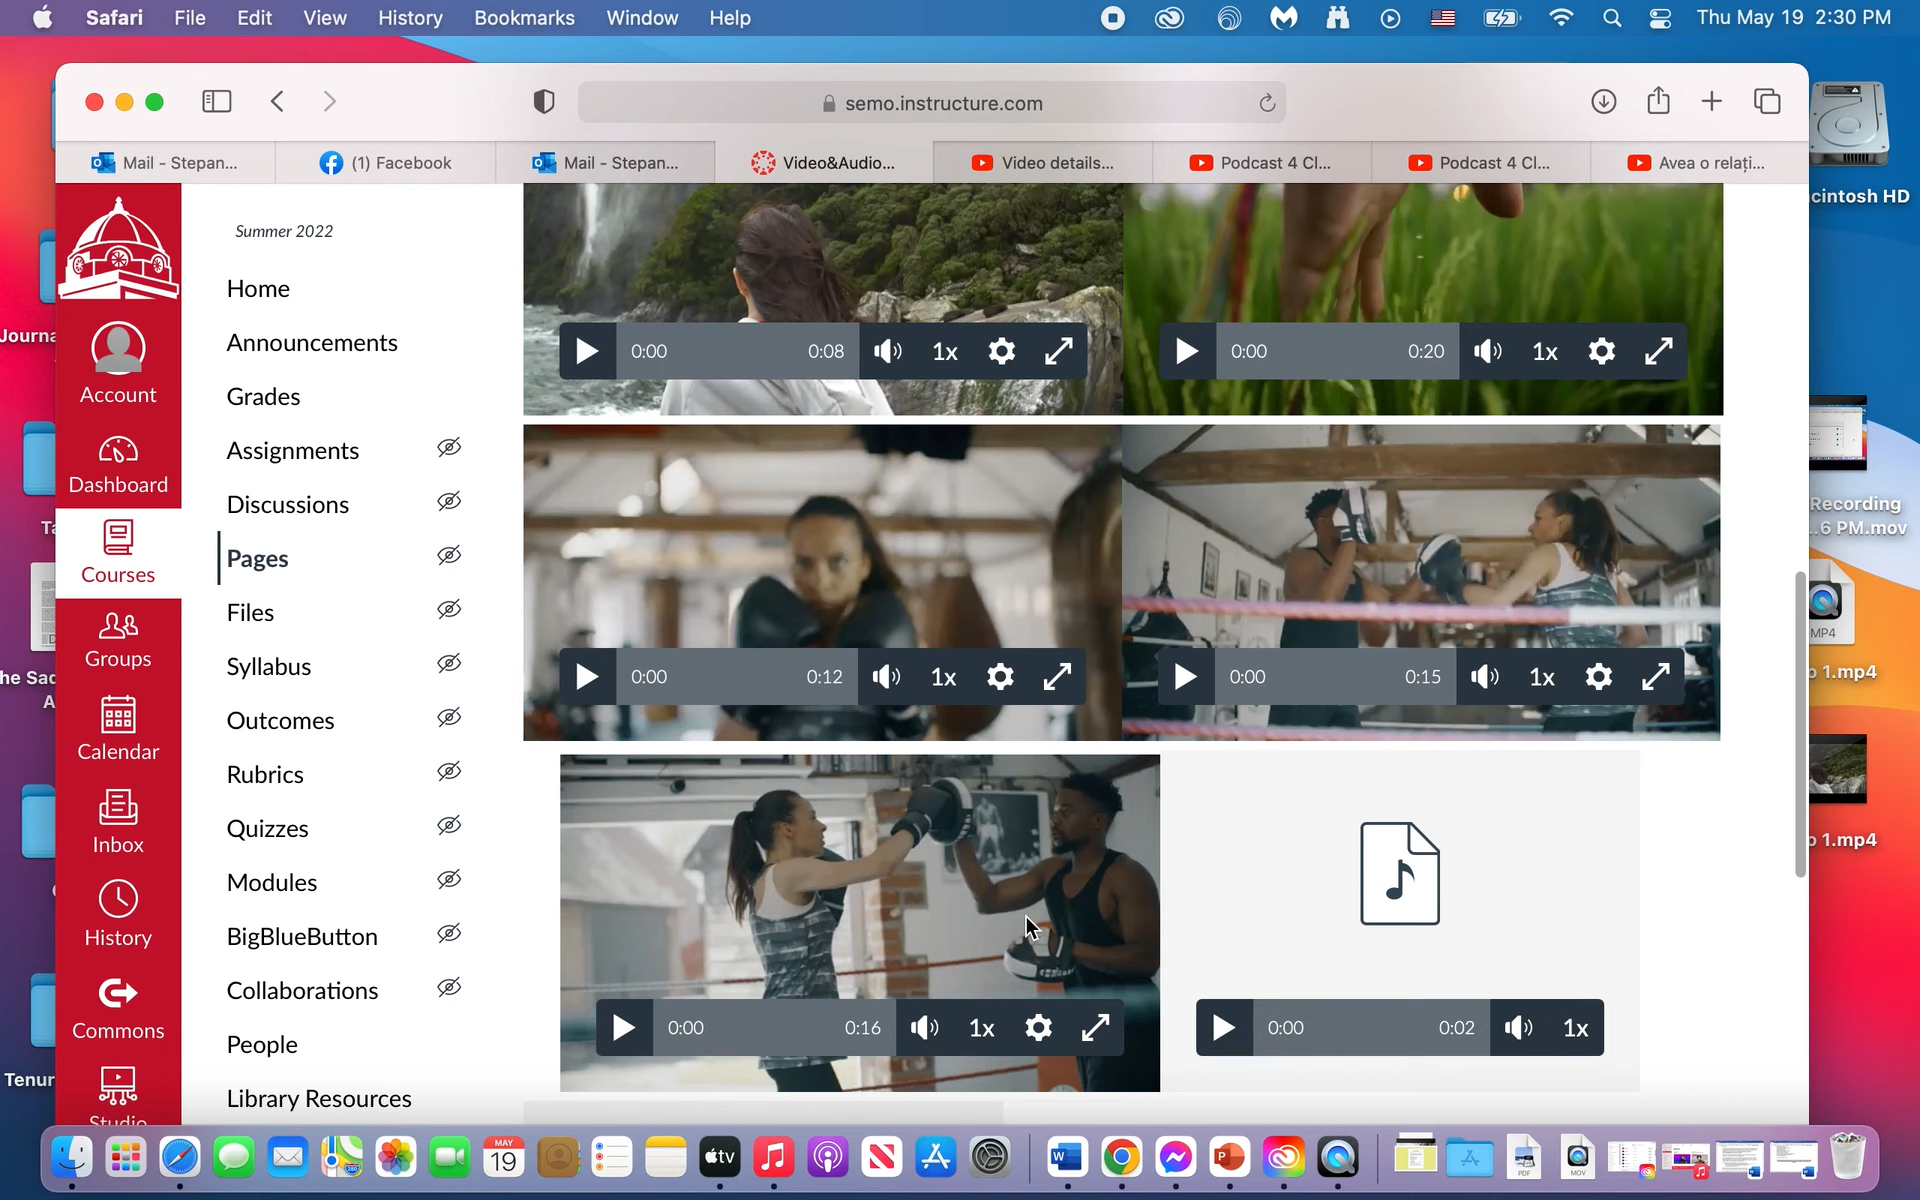 Safari File Edit View History Bookmarks Window Help Thu May 19 2:30 PM
semo.instructure.com
Mail - Stepan... (1) Facebook Mail - Stepan... Video&Audio... Video details... Podcast 4 Cl... Podcast 4 Cl... Avea o relați...
cintosh HD
Summer 2022
Home
Announcements
Grades
Assignments
Discussions
Pages
Files
Syllabus
Outcomes
Rubrics
Quizzes
Modules
BigBlueButton
Collaborations
People
Library Resources
Account
Dashboard
Courses
Groups
Calendar
Inbox
History
Commons
Studio
0:00 0:08 1x
0:00 0:20 1x
0:00 0:12 1x
0:00 0:15 1x
0:00 0:16 1x
0:00 0:02 1x
Journa
Ta
he Sad
A
Tenur
Recording
..6 PM.mov
MP4
o 1.mp4
o 1.mp4
MAY
19
tv
W
P
PDF
MOV
280